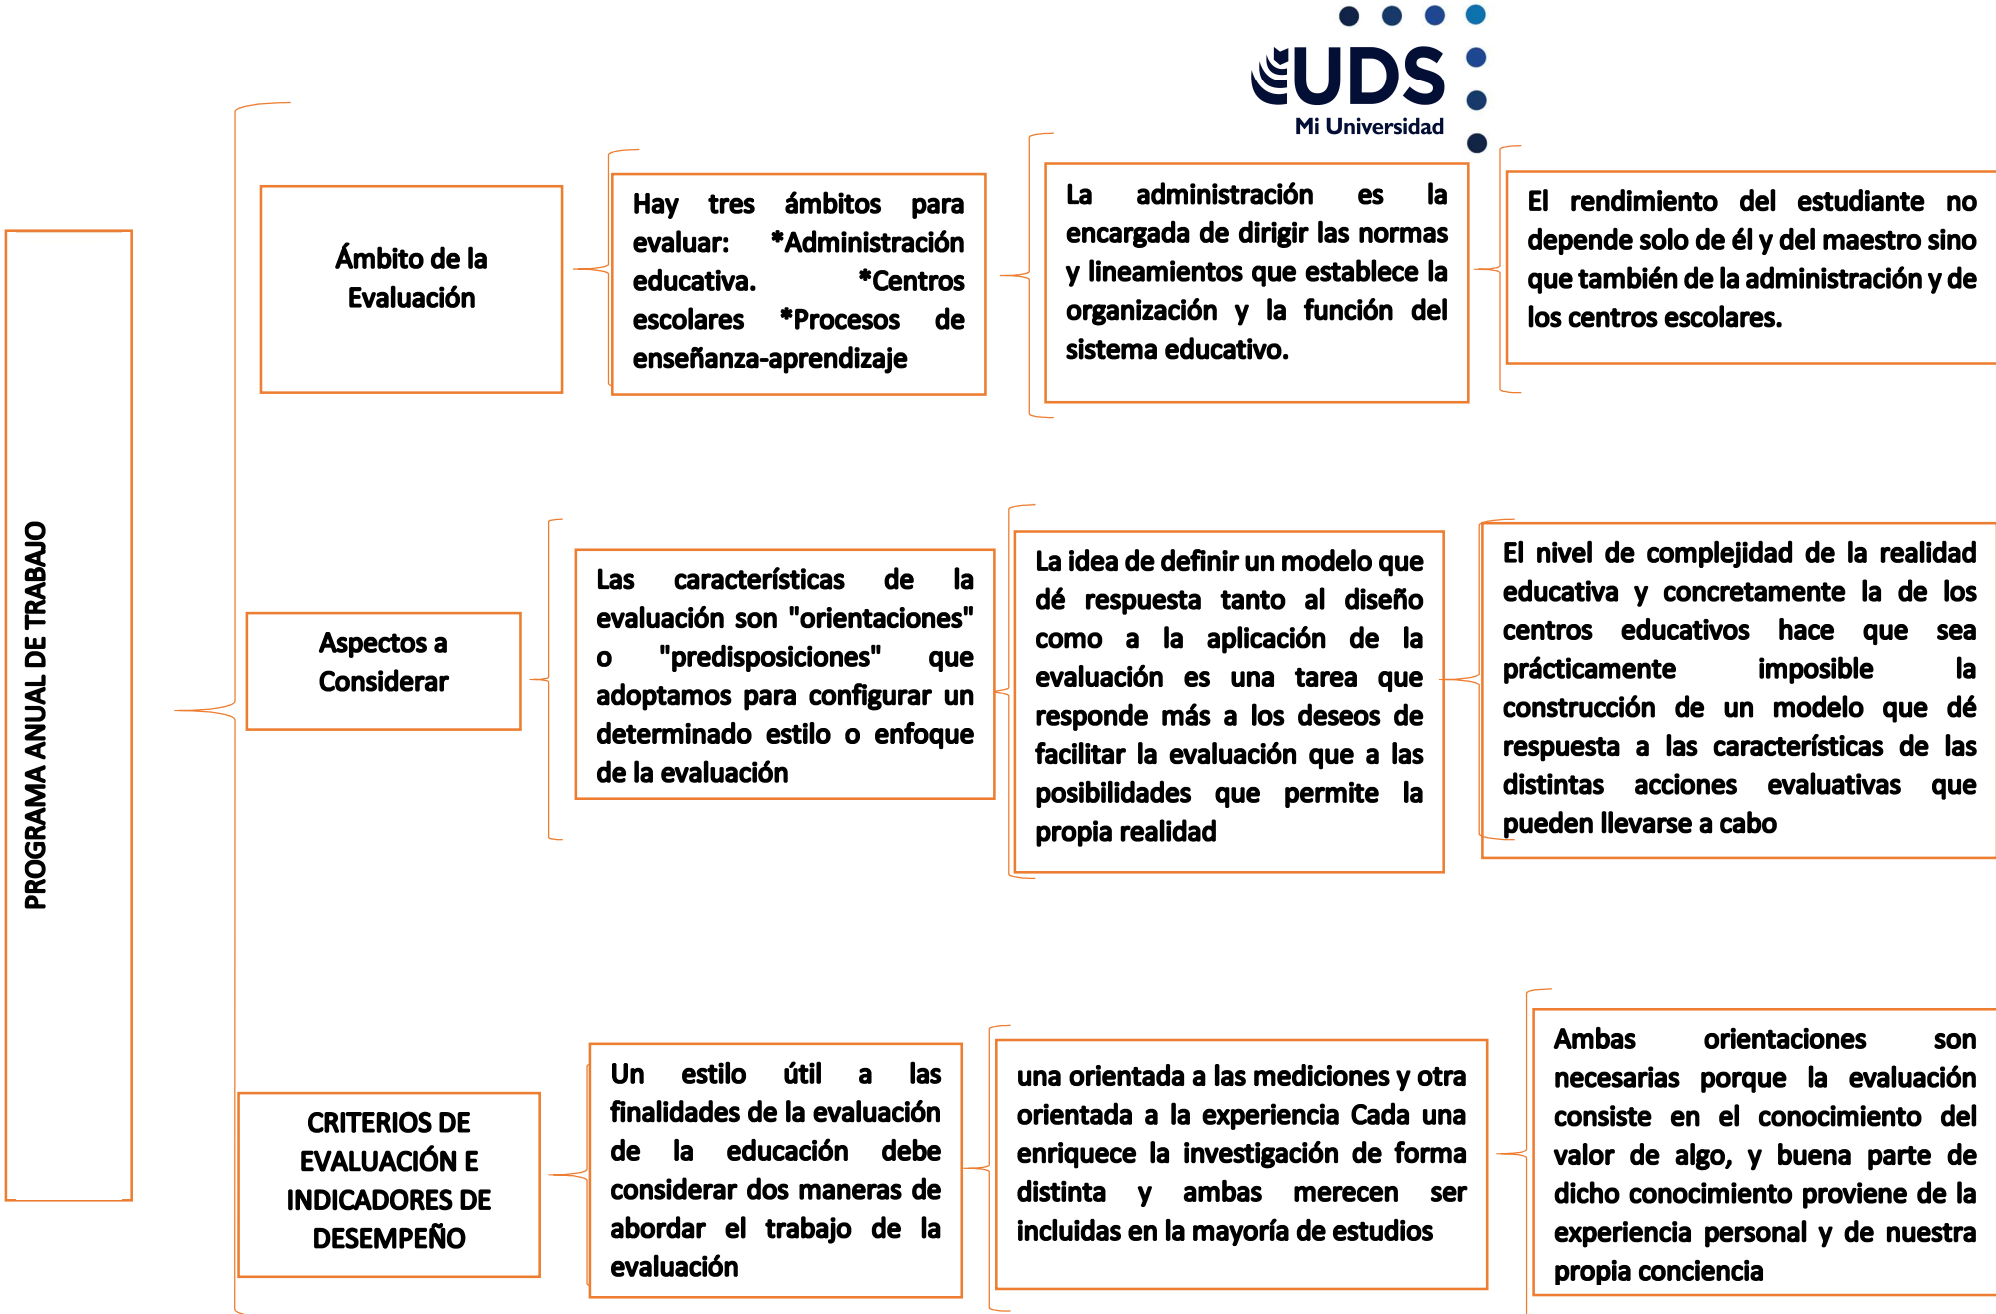 UDS
Mi Universidad
PROGRAMA ANUAL DE TRABAJO
Ámbito de la
Evaluación
Hay tres ámbitos para
evaluar: *Administración
educativa. *Centros
escolares *Procesos de
enseñanza-aprendizaje
La administración es la
encargada de dirigir las normas
y lineamientos que establece la
organización y la función del
sistema educativo.
El rendimiento del estudiante no
depende solo de él y del maestro sino
que también de la administración y de
los centros escolares.
Aspectos a
Considerar
Las características de la
evaluación son "orientaciones"
o "predisposiciones" que
adoptamos para configurar un
determinado estilo o enfoque
de la evaluación
La idea de definir un modelo que
dé respuesta tanto al diseño
como a la aplicación de la
evaluación es una tarea que
responde más a los deseos de
facilitar la evaluación que a las
posibilidades que permite la
propia realidad
El nivel de complejidad de la realidad
educativa y concretamente la de los
centros educativos hace que sea
prácticamente imposible la
construcción de un modelo que dé
respuesta a las características de las
distintas acciones evaluativas que
pueden llevarse a cabo
CRITERIOS DE
EVALUACIÓN E
INDICADORES DE
DESEMPEÑO
Un estilo útil a las
finalidades de la evaluación
de la educación debe
considerar dos maneras de
abordar el trabajo de la
evaluación
una orientada a las mediciones y otra
orientada a la experiencia Cada una
enriquece la investigación de forma
distinta y ambas merecen ser
incluidas en la mayoría de estudios
Ambas orientaciones son
necesarias porque la evaluación
consiste en el conocimiento del
valor de algo, y buena parte de
dicho conocimiento proviene de la
experiencia personal y de nuestra
propia conciencia